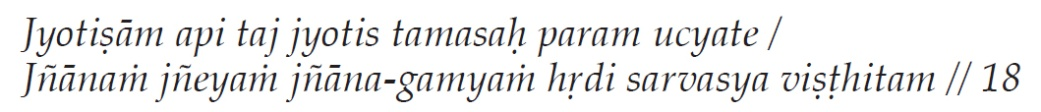 Jyotiṣām api taj jyotis tamasaḥ param ucyate /
Jñānaṁ jñeyaṁ jñāna-gamyaṁ hṛdi sarvasya viṣṭhitam // 18